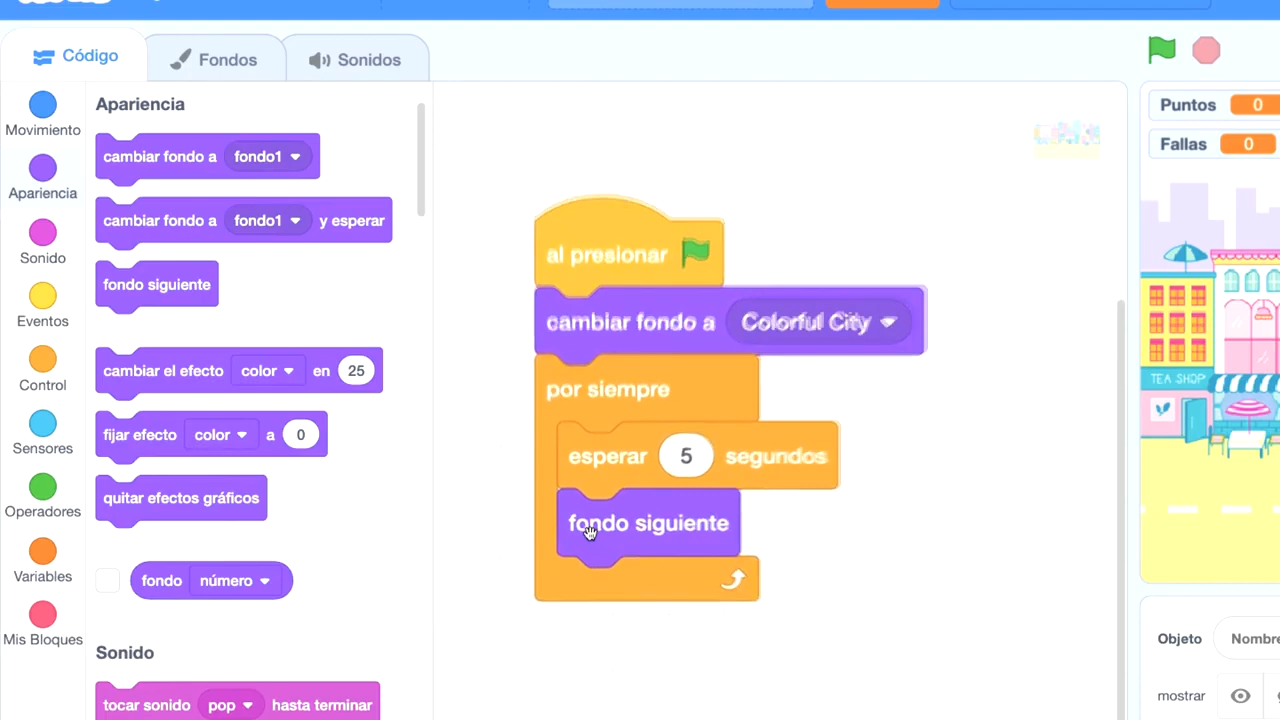 Código
Fondos
Sonidos
Movimiento
Apariencia
Sonido
Eventos
Control
Sensores
Operadores
Variables
Mis Bloques
Apariencia
cambiar fondo a fondo1
cambiar fondo a fondo1 y esperar
fondo siguiente
cambiar el efecto color en 25
fijar efecto color a 0
quitar efectos gráficos
fondo número
Sonido
tocar sonido pop hasta terminar
al presionar
cambiar fondo a Colorful City
por siempre
esperar 5 segundos
fondo siguiente
Puntos 0
Fallas 0
TEA SHOP
Objeto
mostrar